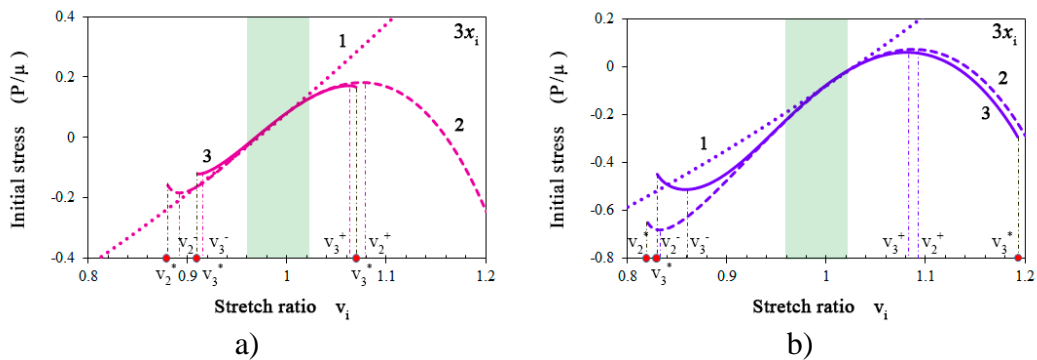 0.4
0.2
0
-0.2
-0.4
Initial stress (P/μ)
1
3x_i
2
3
v_2^-
v_3^-
v_3^+
v_2^+
0.8
0.9
1
1.1
1.2
v_2^*
v_3^*
v_3^*
Stretch ratio v_i
a)
0.2
0
-0.2
-0.4
-0.6
-0.8
Initial stress (P/μ)
3x_i
1
2
3
v_2^*
v_2^-
v_3^-
v_3^+
v_2^+
v_3^*
0.8
0.9
1
1.1
1.2
v_3^*
Stretch ratio v_i
b)